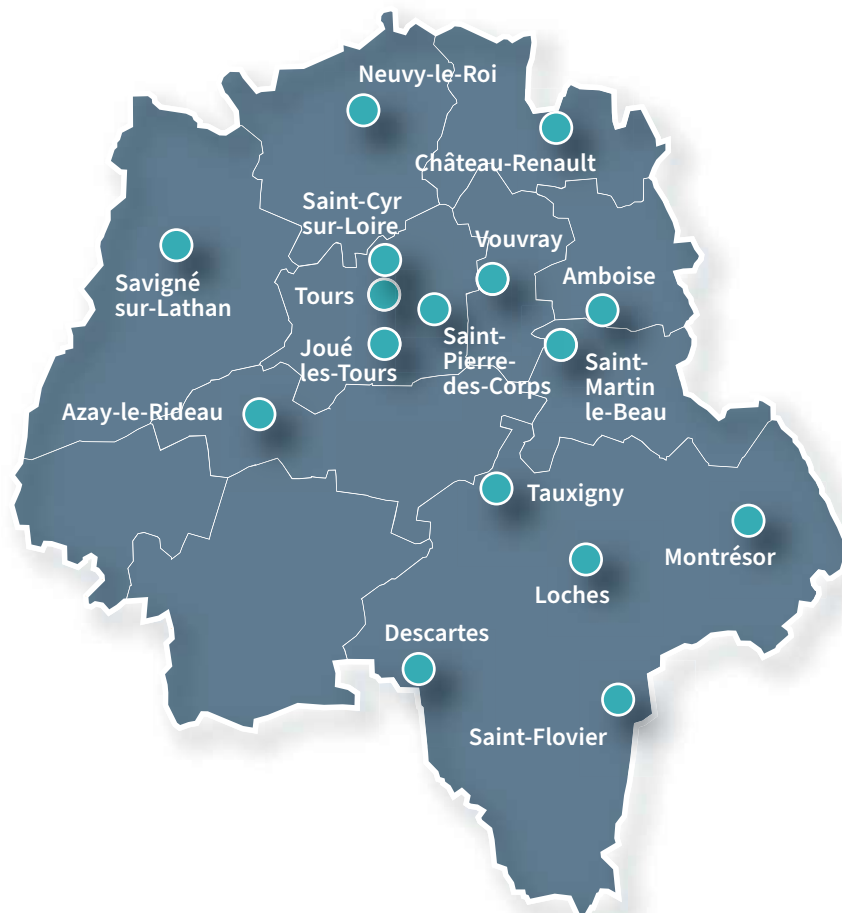 Neuvy-le-Roi
Château-Renault
Saint-Cyr
sur-Loire
Vouvray
Savigné
sur-Lathan
Tours
Amboise
Joué
les-Tours
Saint-
Pierre-
des-Corps
Saint-
Martin
le-Beau
Azay-le-Rideau
Tauxigny
Montrésor
Loches
Descartes
Saint-Flovier